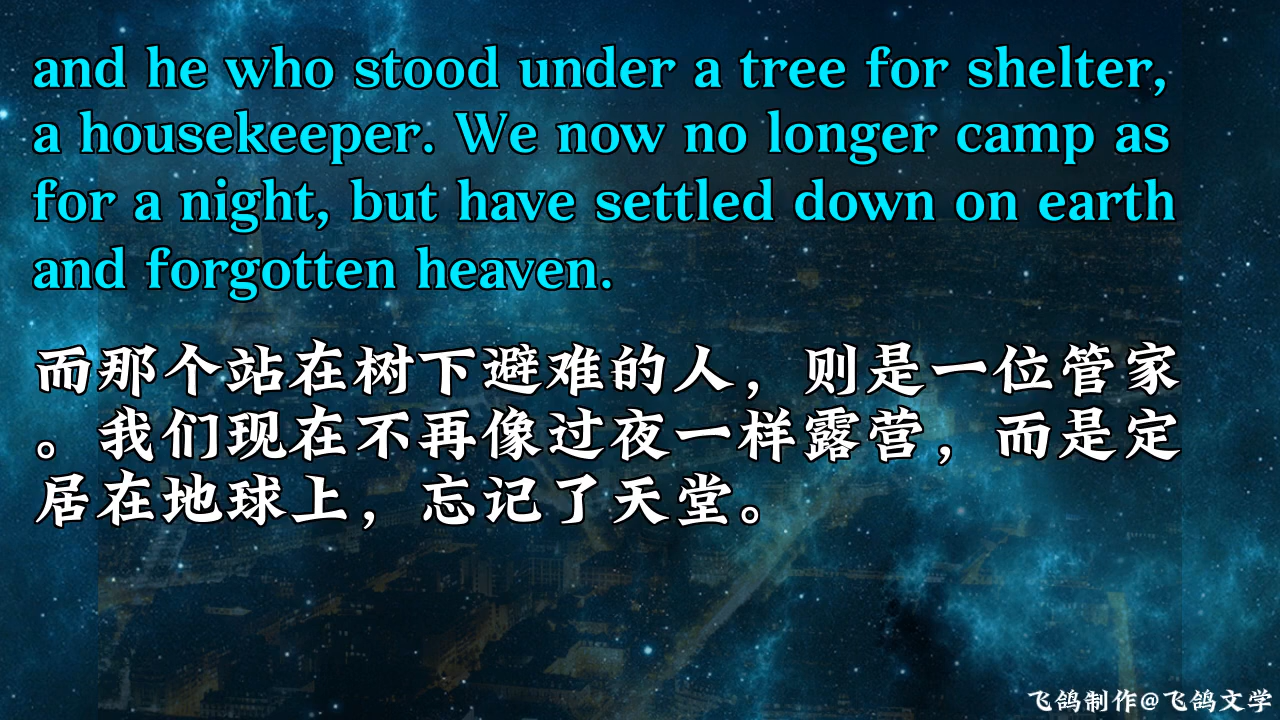 and he who stood under a tree for shelter,
a housekeeper. We now no longer camp as
for a night, but have settled down on earth
and forgotten heaven.
而那个站在树下避难的人，则是一位管家
。我们现在不再像过夜一样露营，而是定
居在地球上，忘记了天堂。
飞鸽制作@飞鸽文学